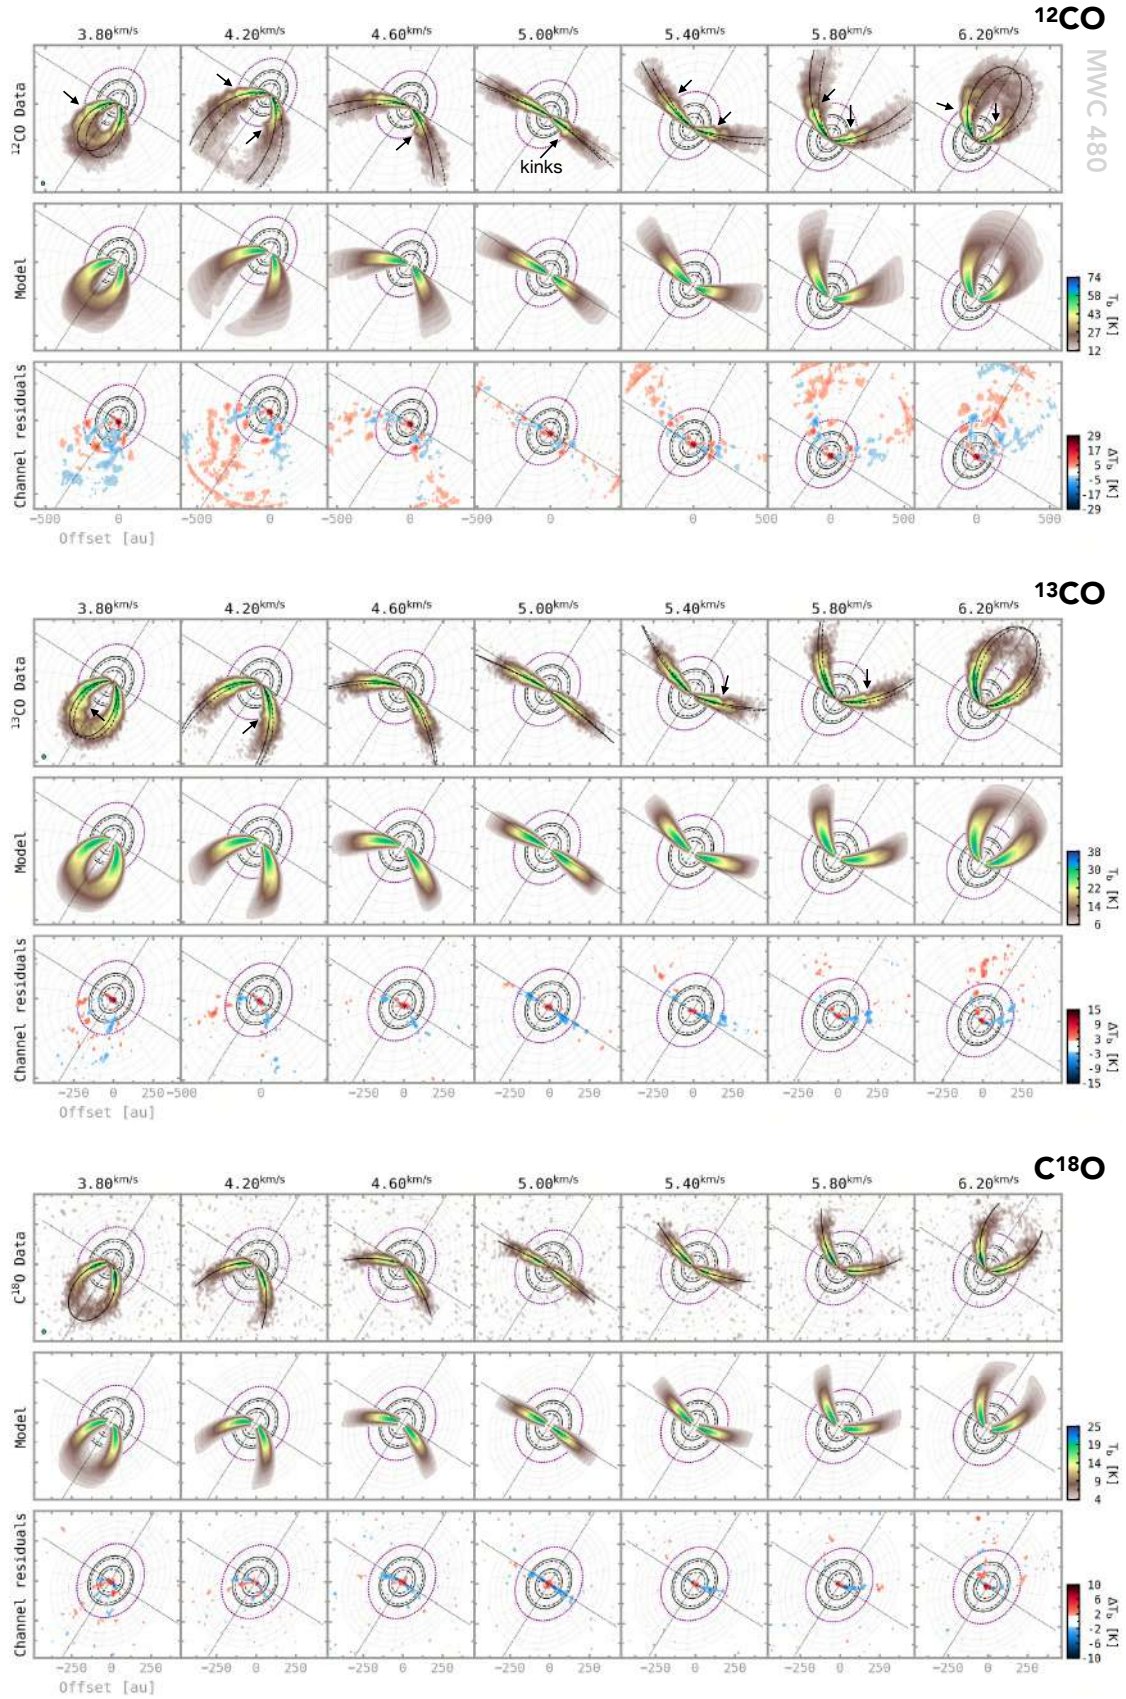 ¹²CO
MWC 480
3.80km/s 4.20km/s 4.60km/s 5.00km/s 5.40km/s 5.80km/s 6.20km/s
¹²CO Data
kinks
Model
74
58
43
27
12
Tb [K]
Channel residuals
29
17
5
-5
-17
-29
ΔTb [K]
−500 0 −500 0 −500 0 −500 0 0 500 0 500 0 500
Offset [au]
¹³CO
3.80km/s 4.20km/s 4.60km/s 5.00km/s 5.40km/s 5.80km/s 6.20km/s
¹³CO Data
Model
38
30
22
14
6
Tb [K]
Channel residuals
15
9
3
-3
-9
-15
ΔTb [K]
−250 0 250 −500 0 −250 0 250 −250 0 250 −250 0 250 −250 0 250 −250 0 250
Offset [au]
C¹⁸O
3.80km/s 4.20km/s 4.60km/s 5.00km/s 5.40km/s 5.80km/s 6.20km/s
C¹⁸O Data
Model
25
19
14
9
4
Tb [K]
Channel residuals
10
6
2
-2
-6
-10
ΔTb [K]
−250 0 250 −250 0 250 −250 0 250 −250 0 250 −250 0 250 −250 0 250 −250 0 250
Offset [au]